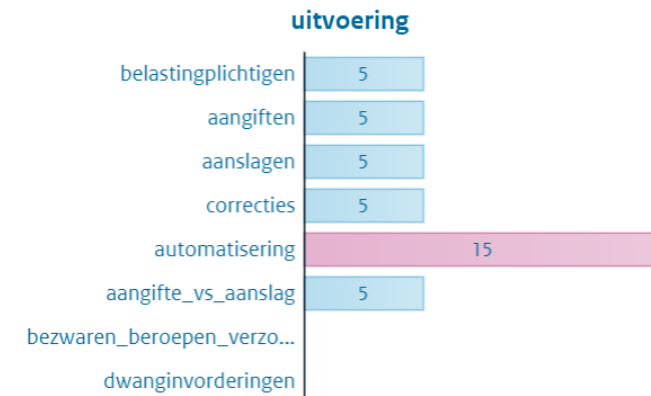 uitvoering
belastingplichtigen 5
aangiften 5
aanslagen 5
correcties 5
automatisering 15
aangifte_vs_aanslag 5
bezwaren_beroepen_verzo...
dwanginvorderingen